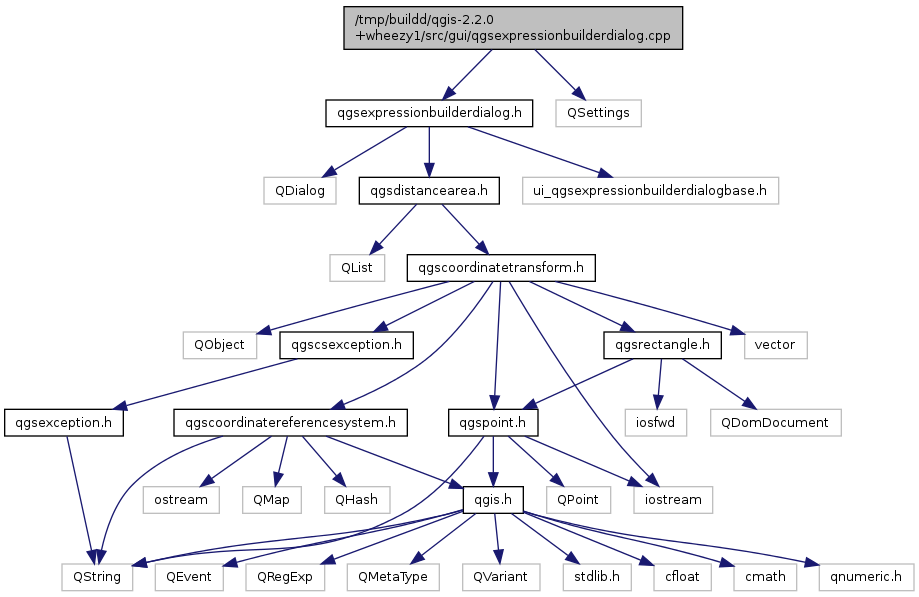 /tmp/buildd/qgis-2.2.0
+wheezy1/src/gui/qgsexpressionbuilderdialog.cpp
qgsexpressionbuilderdialog.h
QSettings
QDialog
qgsdistancearea.h
ui_qgsexpressionbuilderdialogbase.h
QList
qgscoordinatetransform.h
QObject
qgscsexception.h
qgsrectangle.h
vector
qgsexception.h
qgscoordinatereferencesystem.h
qgspoint.h
iosfwd
QDomDocument
ostream
QMap
QHash
qgis.h
QPoint
iostream
QString
QEvent
QRegExp
QMetaType
QVariant
stdlib.h
cfloat
cmath
qnumeric.h